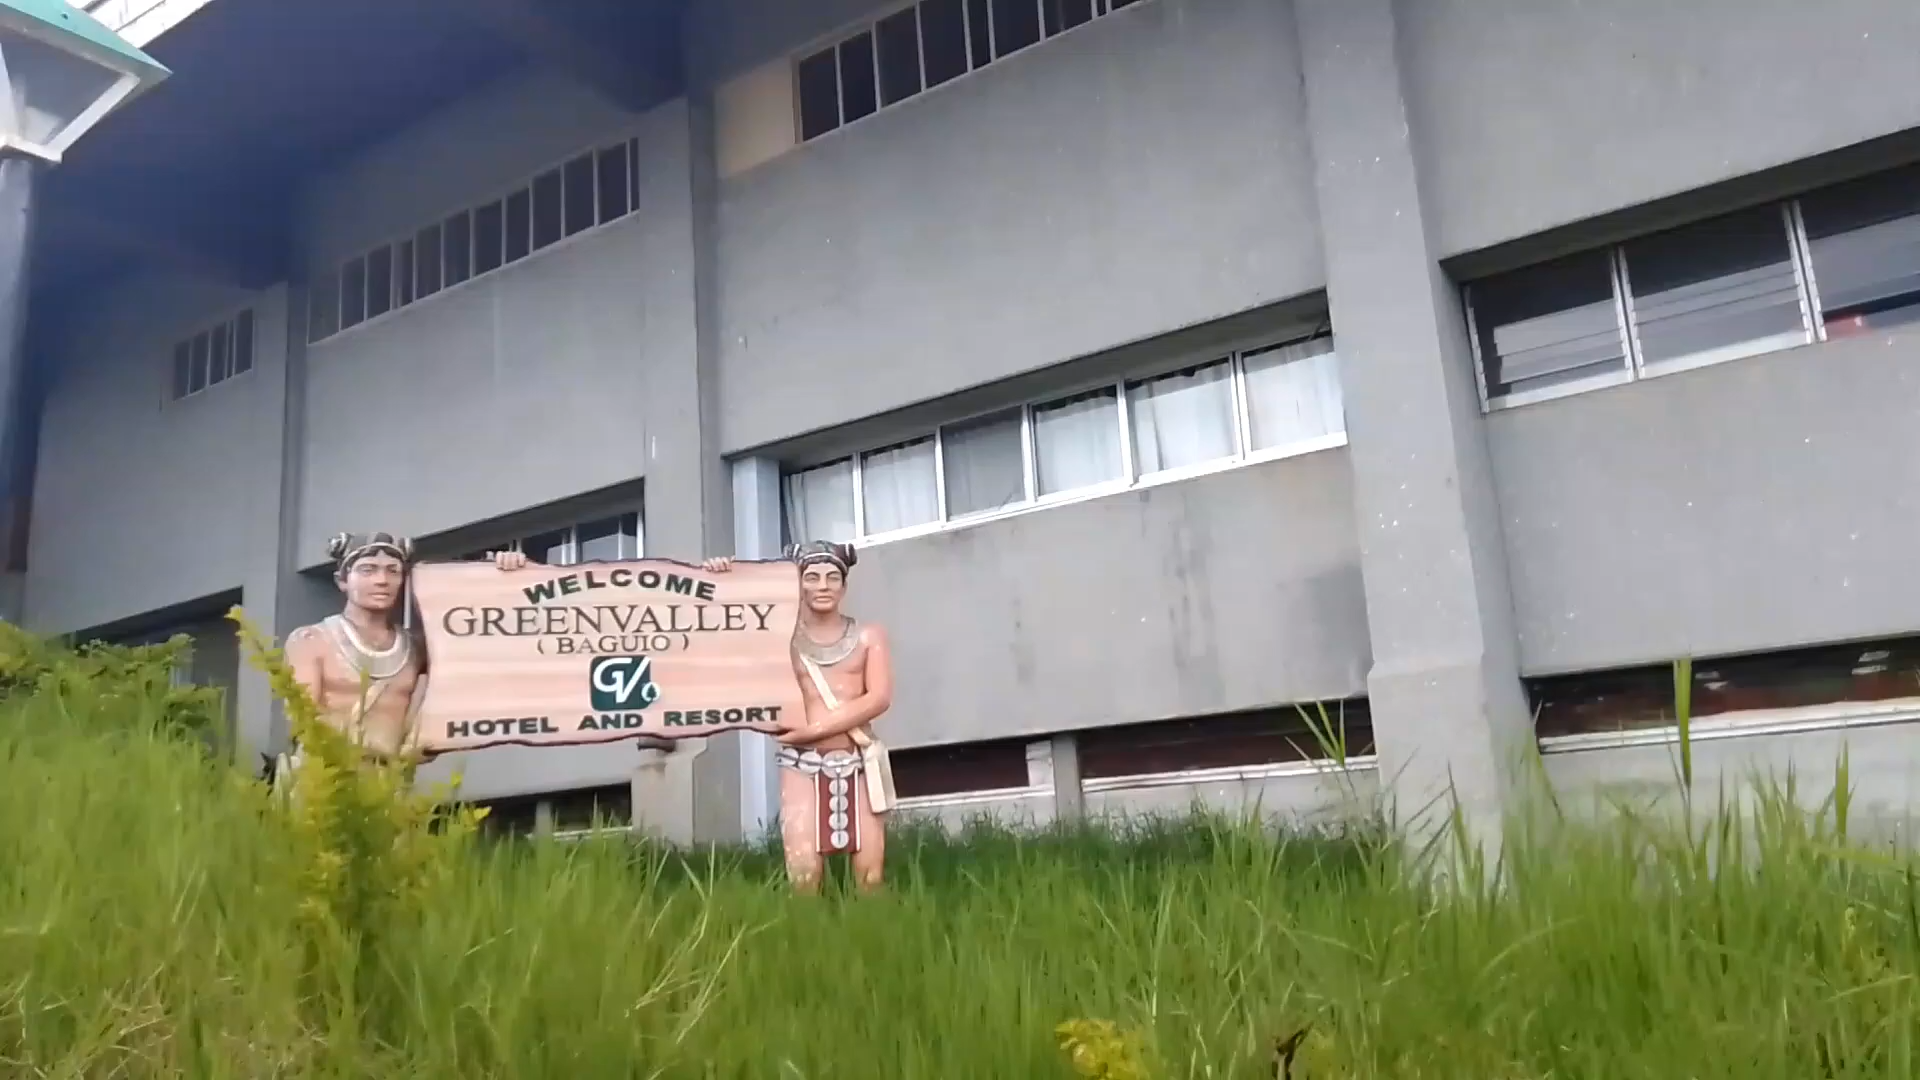 WELCOME
GREENVALLEY
( BAGUIO )
GV
HOTEL AND RESORT